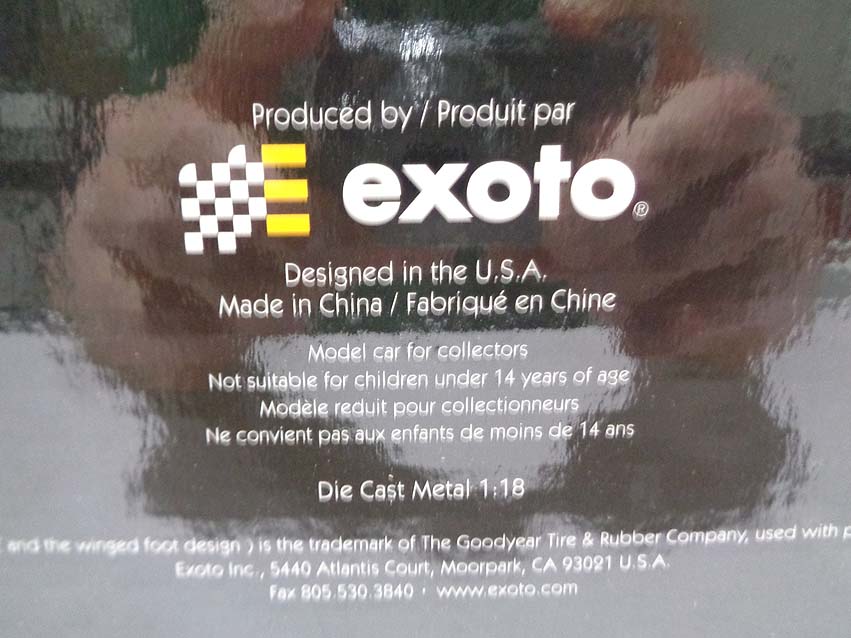 Produced by / Produit par
exoto®
Designed in the U.S.A.
Made in China / Fabriqué en Chine
Model car for collectors
Not suitable for children under 14 years of age
Modèle reduit pour collectionneurs
Ne convient pas aux enfants de moins de 14 ans
Die Cast Metal 1:18
and the winged foot design ) is the trademark of The Goodyear Tire & Rubber Company, used with
Exoto Inc., 5440 Atlantis Court, Moorpark, CA 93021 U.S.A.
Fax 805.530.3840 · www.exoto.com